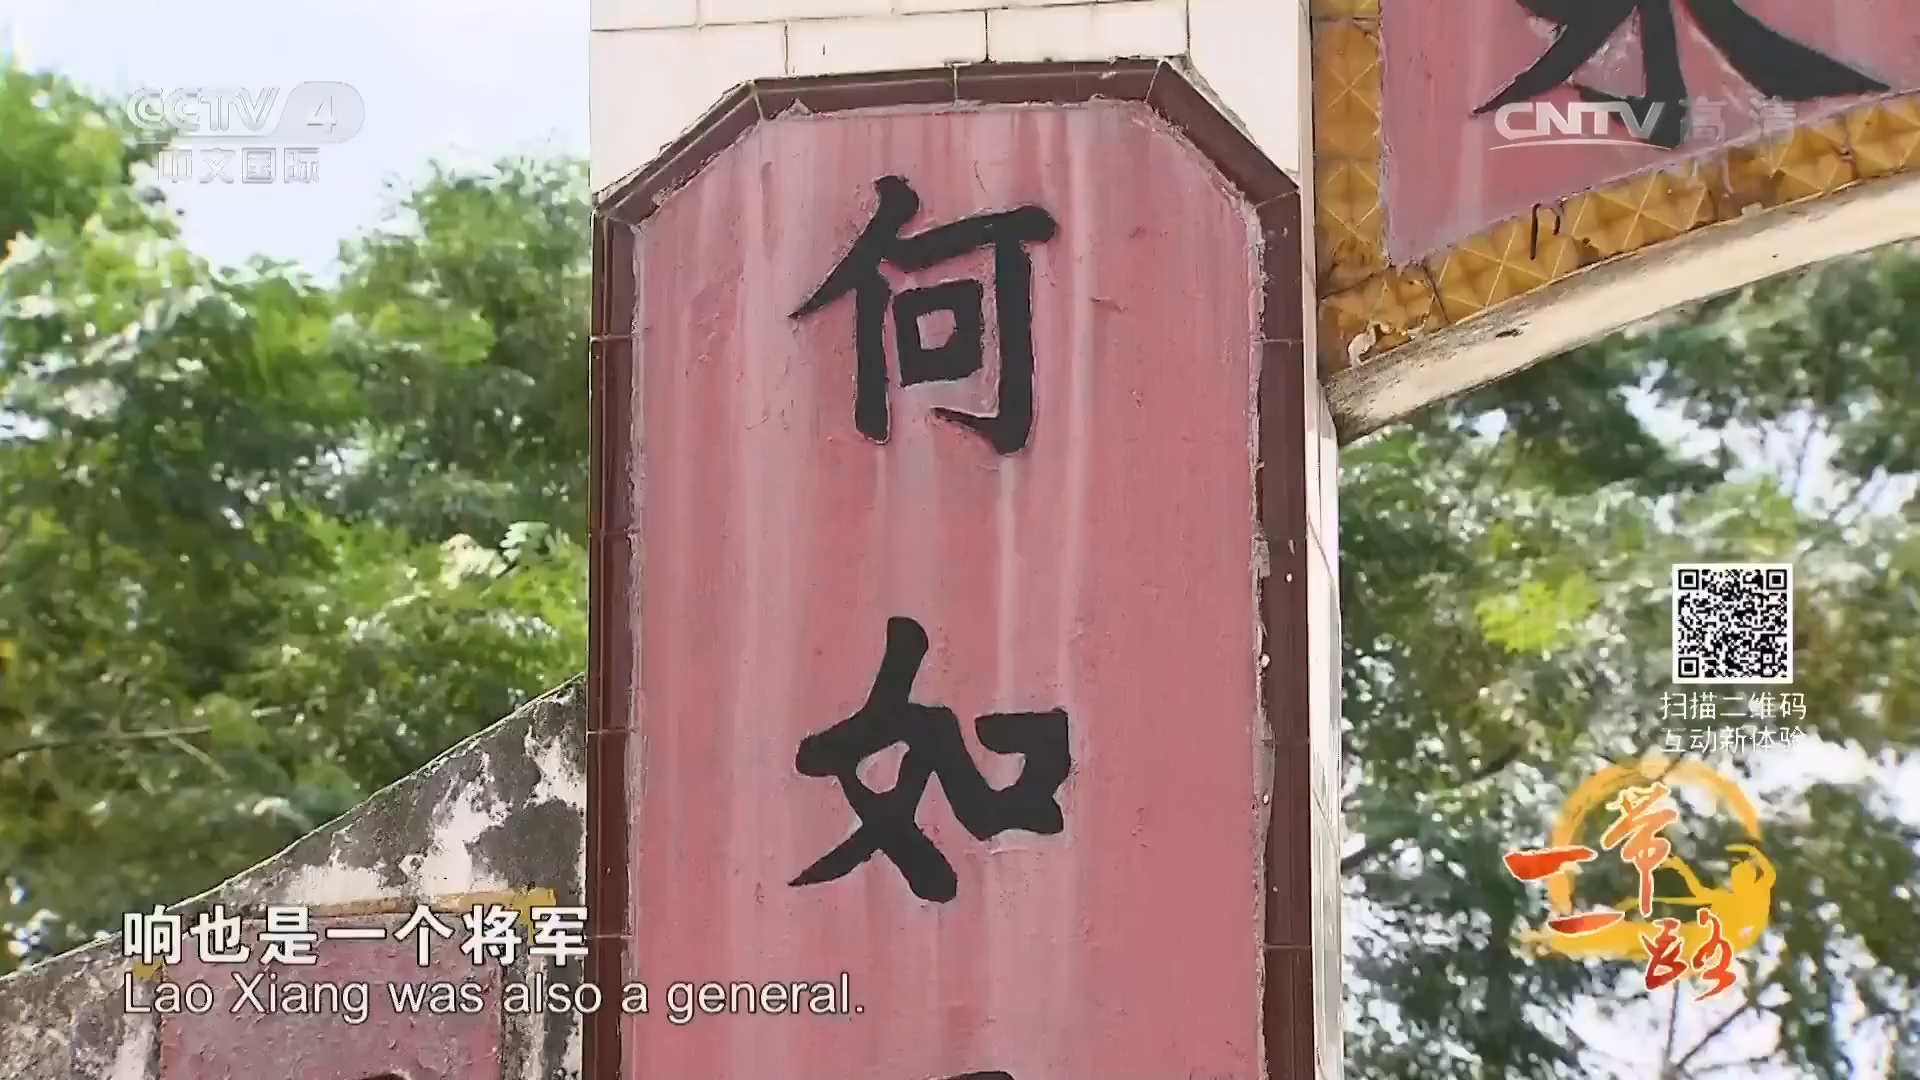 CCTV 4
中文国际
CNTV 高清
何
如
扫描二维码
互动新体验
一带
一路
响也是一个将军
Lao Xiang was also a general.